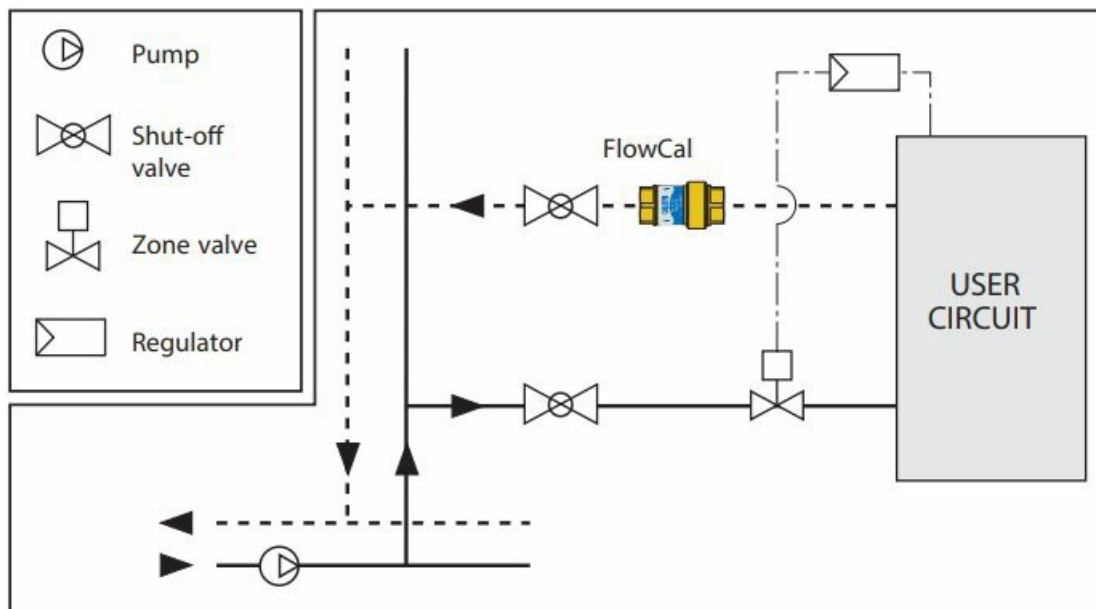 Pump
Shut-off
valve
Zone valve
Regulator
FlowCal
USER
CIRCUIT